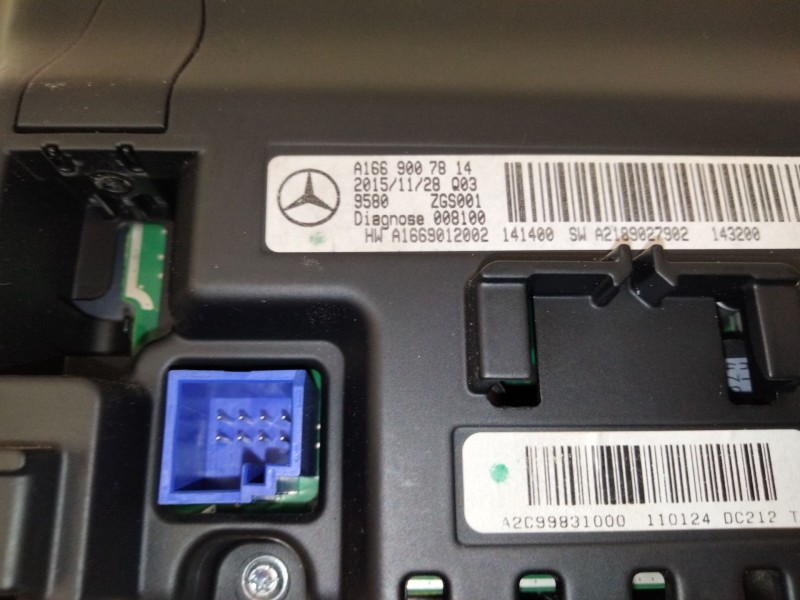 A166 900 78 14
2015/11/28 Q03
9580 ZGS001
Diagnose 008100
HW A1669012002 141400 SW A2189027902 143200
A2C99831000 110124 DC212 T